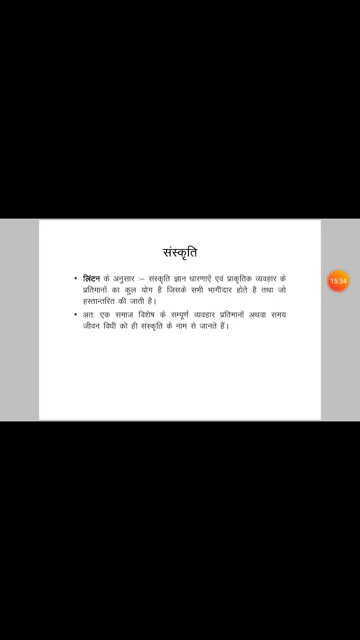 संस्कृति
• लिंटन के अनुसार :– संस्कृति ज्ञान धारणाऐं एवं प्राकृतिक व्यवहार के
प्रतिमानों का कुल योग है जिसके सभी भागीदार होते है तथा जो
हस्तान्तरित की जाती है।
• अतः एक समाज विशेष के सम्पूर्ण व्यवहार प्रतिमानों अथवा समग्र
जीवन विधी को ही संस्कृति के नाम से जानते हैं।
15:34